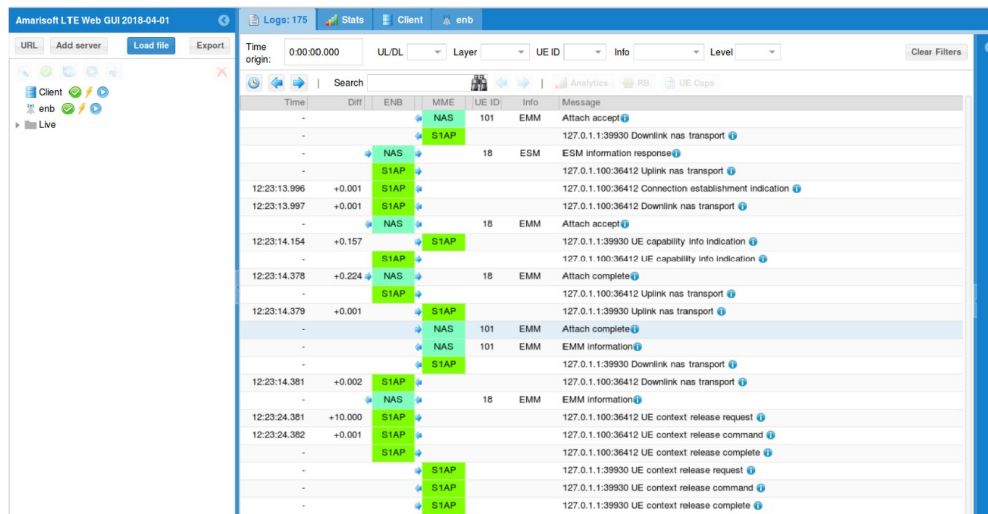 Amarisoft LTE Web GUI 2018-04-01
Logs: 175 Stats Client enb
URL Add server Load file Export
Time origin: 0:00:00.000 UL/DL Layer UE ID Info Level Clear Filters
Search Analytics RB UE Caps
Client
enb
Live
Time Diff ENB MME UE ID Info Message
- NAS 101 EMM Attach accept
- S1AP 127.0.1.1:39930 Downlink nas transport
- NAS 18 ESM ESM information response
- S1AP 127.0.1.100:36412 Uplink nas transport
12:23:13.996 +0.001 S1AP 127.0.1.100:36412 Connection establishment indication
12:23:13.997 +0.001 S1AP 127.0.1.100:36412 Downlink nas transport
- NAS 18 EMM Attach accept
12:23:14.154 +0.157 S1AP 127.0.1.1:39930 UE capability info indication
- S1AP 127.0.1.100:36412 UE capability info indication
12:23:14.378 +0.224 NAS 18 EMM Attach complete
- S1AP 127.0.1.100:36412 Uplink nas transport
12:23:14.379 +0.001 S1AP 127.0.1.1:39930 Uplink nas transport
- NAS 101 EMM Attach complete
- NAS 101 EMM EMM information
- S1AP 127.0.1.1:39930 Downlink nas transport
12:23:14.381 +0.002 S1AP 127.0.1.100:36412 Downlink nas transport
- NAS 18 EMM EMM information
12:23:24.381 +10.000 S1AP 127.0.1.100:36412 UE context release request
12:23:24.382 +0.001 S1AP 127.0.1.100:36412 UE context release command
- S1AP 127.0.1.100:36412 UE context release complete
- S1AP 127.0.1.1:39930 UE context release request
- S1AP 127.0.1.1:39930 UE context release command
- S1AP 127.0.1.1:39930 UE context release complete